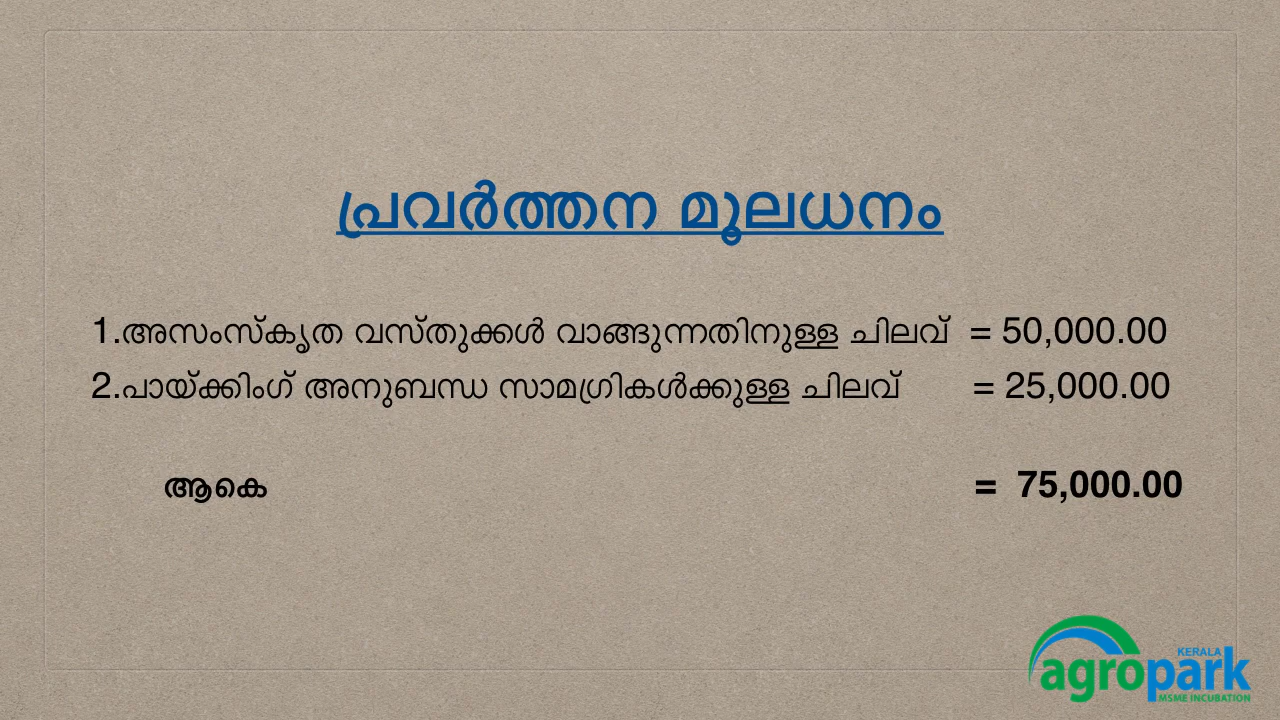 പ്രവർത്തന മൂലധനം
1.അസംസ്കൃത വസ്തുക്കൾ വാങ്ങുന്നതിനുള്ള ചിലവ് = 50,000.00
2.പായ്ക്കിംഗ് അനുബന്ധ സാമഗ്രികൾക്കുള്ള ചിലവ് = 25,000.00
ആകെ = 75,000.00
KERALA
agropark
MSME INCUBATION